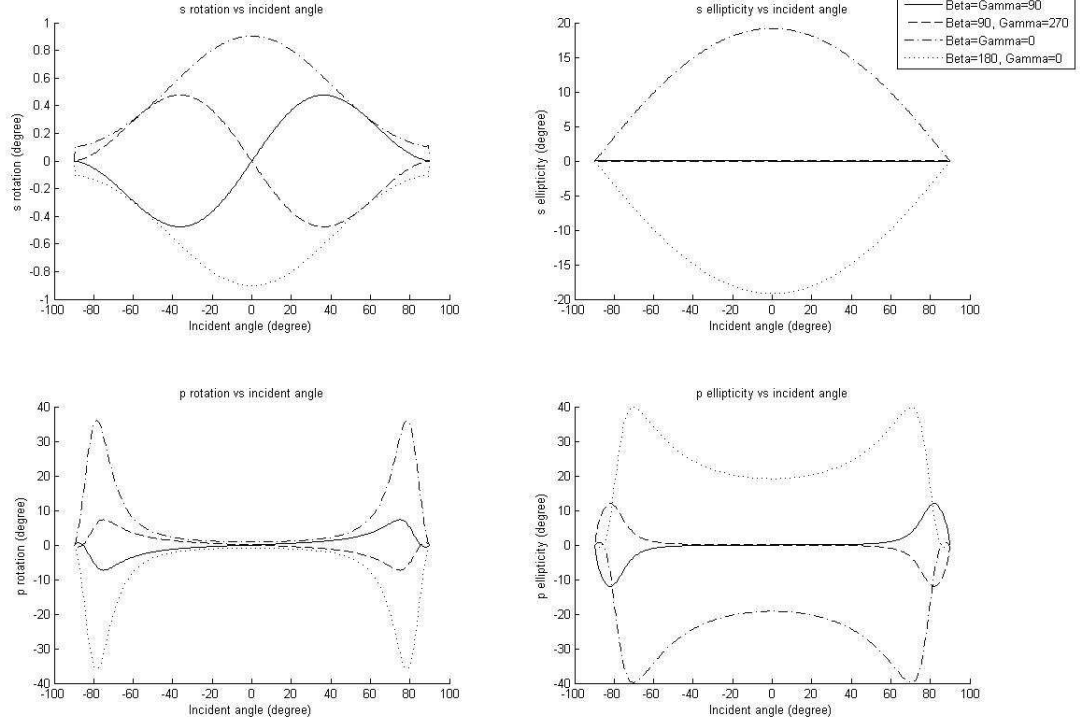 s rotation vs incident angle
s rotation (degree)
1
0.8
0.6
0.4
0.2
0
-0.2
-0.4
-0.6
-0.8
-1
-100 -80 -60 -40 -20 0 20 40 60 80 100
Incident angle (degree)
s ellipticity vs incident angle
s ellipticity (degree)
20
15
10
5
0
-5
-10
-15
-20
-100 -80 -60 -40 -20 0 20 40 60 80 100
Incident angle (degree)
Beta=Gamma=90
Beta=90, Gamma=270
Beta=Gamma=0
Beta=180, Gamma=0
p rotation vs incident angle
p rotation (degree)
40
30
20
10
0
-10
-20
-30
-40
-100 -80 -60 -40 -20 0 20 40 60 80 100
Incident angle (degree)
p ellipticity vs incident angle
p ellipticity (degree)
40
30
20
10
0
-10
-20
-30
-40
-100 -80 -60 -40 -20 0 20 40 60 80 100
Incident angle (degree)